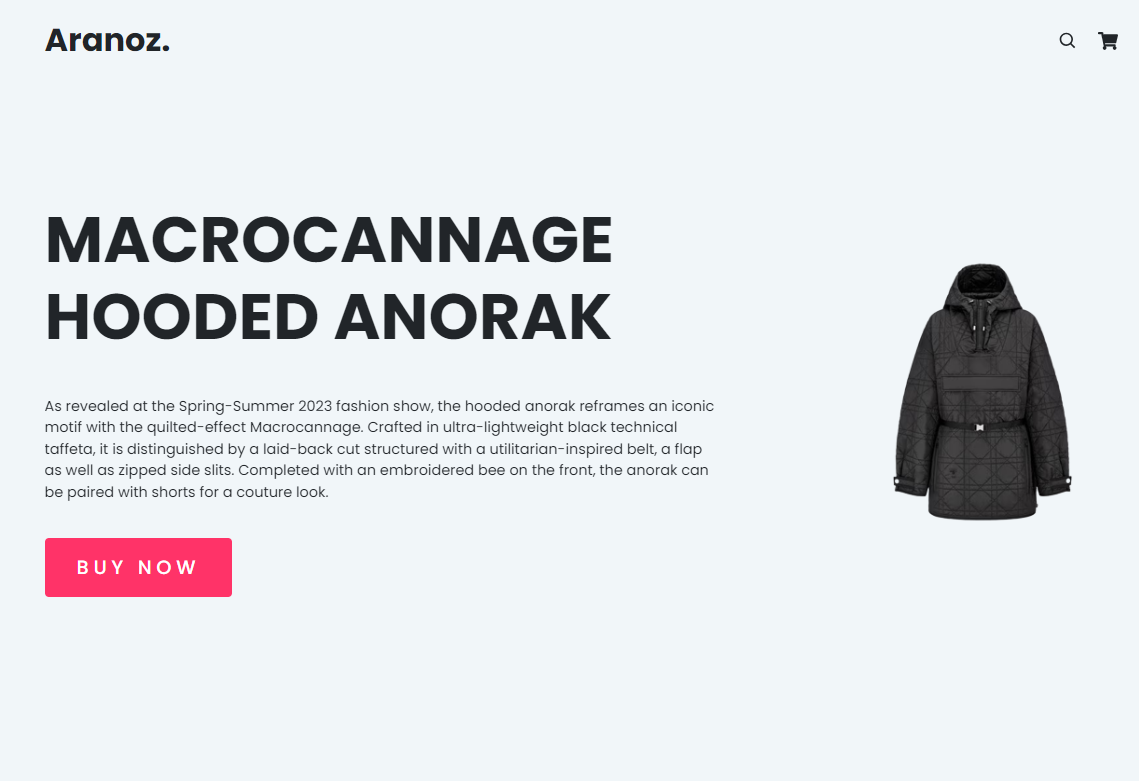 Aranoz.
MACROCANNAGE
HOODED ANORAK
As revealed at the Spring-Summer 2023 fashion show, the hooded anorak reframes an iconic
motif with the quilted-effect Macrocannage. Crafted in ultra-lightweight black technical
taffeta, it is distinguished by a laid-back cut structured with a utilitarian-inspired belt, a flap
as well as zipped side slits. Completed with an embroidered bee on the front, the anorak can
be paired with shorts for a couture look.
BUY NOW